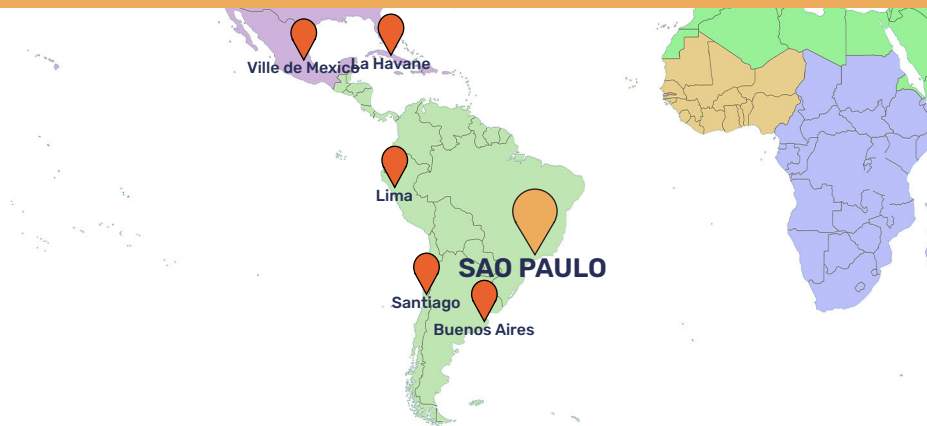 Ville de Mexico
La Havane
Lima
SAO PAULO
Santiago
Buenos Aires